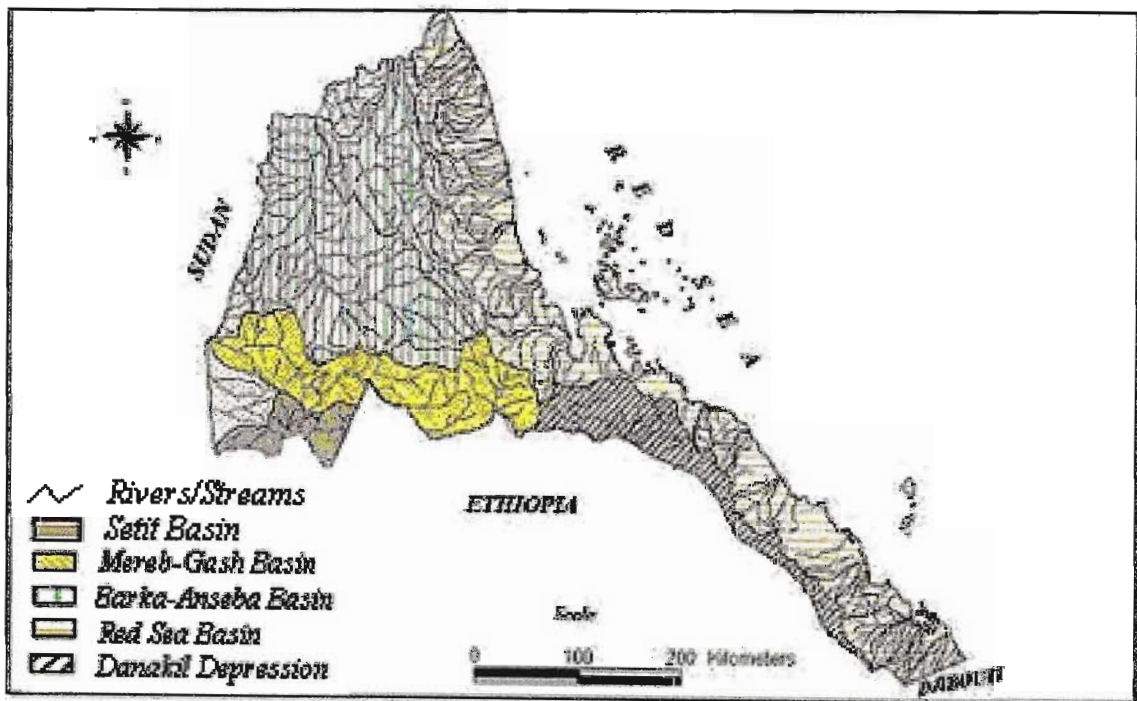 SUDAN
RED SEA
ETHIOPIA
Rivers/Streams
Setit Basin
Mereb-Gash Basin
Barka-Anseba Basin
Red Sea Basin
Danakil Depression
Scale
0 100 200 Kilometers
DJIBOUTI